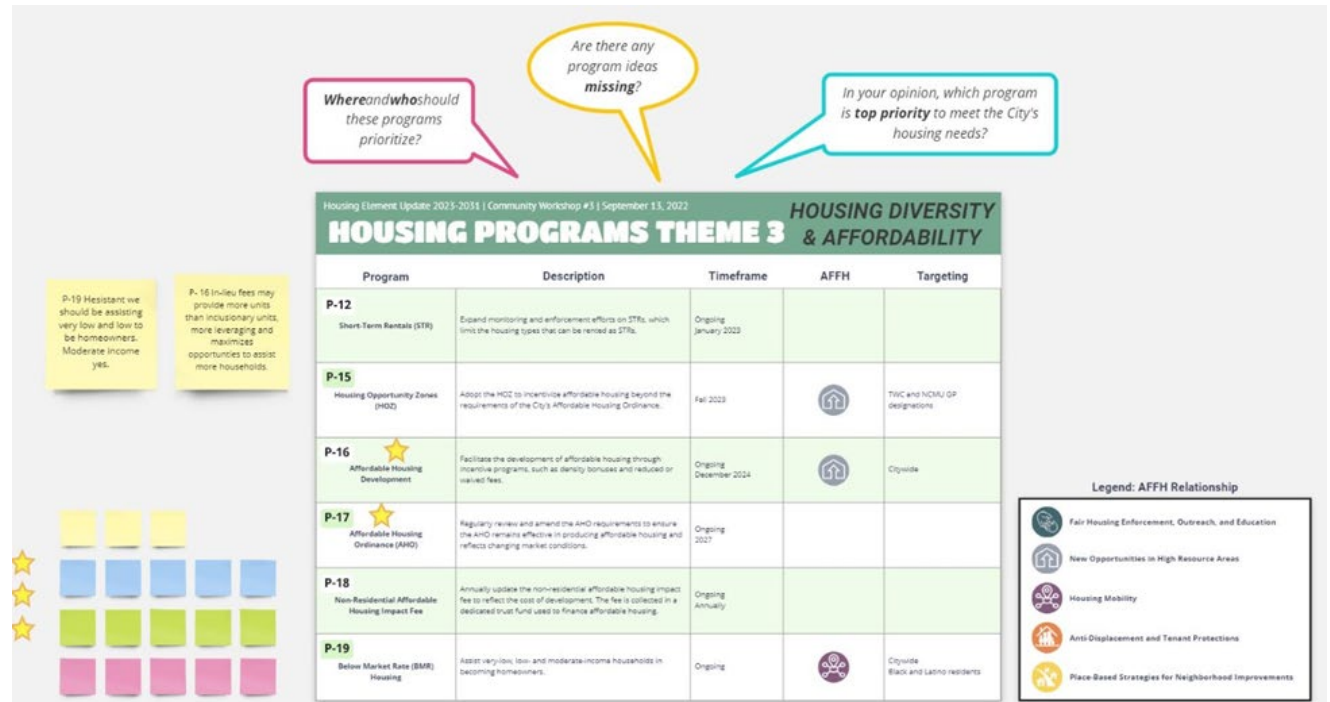 Are there any
program ideas
missing?
Whereandwhoshould
these programs
prioritize?
In your opinion, which program
is top priority to meet the City's
housing needs?
Housing Element Update 2023-2031 | Community Workshop #3 | September 13, 2022
HOUSING PROGRAMS THEME 3
HOUSING DIVERSITY
& AFFORDABILITY
P-19 Hesistant we
should be assisting
very low and low to
be homeowners.
Moderate income
yes.
P- 16 In-lieu fees may
provide more units
than inclusionary units,
more leveraging and
maximizes
opportunties to assist
more households.
Program
Description
Timeframe
AFFH
Targeting
P-12
Short-Term Rentals (STR)
Expand monitoring and enforcement efforts on STRs, which
limit the housing types that can be rented as STRs.
Ongoing
January 2023
P-15
Housing Opportunity Zones
(HOZ)
Adopt the HOZ to incentivize affordable housing beyond the
requirements of the City's Affordable Housing Ordinance.
Fall 2023
TWC and NCMU GP
designations
P-16
Affordable Housing
Development
Facilitate the development of affordable housing through
incentive programs, such as density bonuses and reduced or
waived fees.
Ongoing
December 2024
Citywide
P-17
Affordable Housing
Ordinance (AHO)
Regularly review and amend the AHO requirements to ensure
the AHO remains effective in producing affordable housing and
reflects changing market conditions.
Ongoing
2027
P-18
Non-Residential Affordable
Housing Impact Fee
Annually update the non-residential affordable housing impact
fee to reflect the cost of development. The fee is collected in a
dedicated trust fund used to finance affordable housing.
Ongoing
Annually
P-19
Below Market Rate (BMR)
Housing
Assist very-low, low- and moderate-income households in
becoming homeowners.
Ongoing
Citywide
Black and Latino residents
Legend: AFFH Relationship
Fair Housing Enforcement, Outreach, and Education
New Opportunities in High Resource Areas
Housing Mobility
Anti-Displacement and Tenant Protections
Place-Based Strategies for Neighborhood Improvements